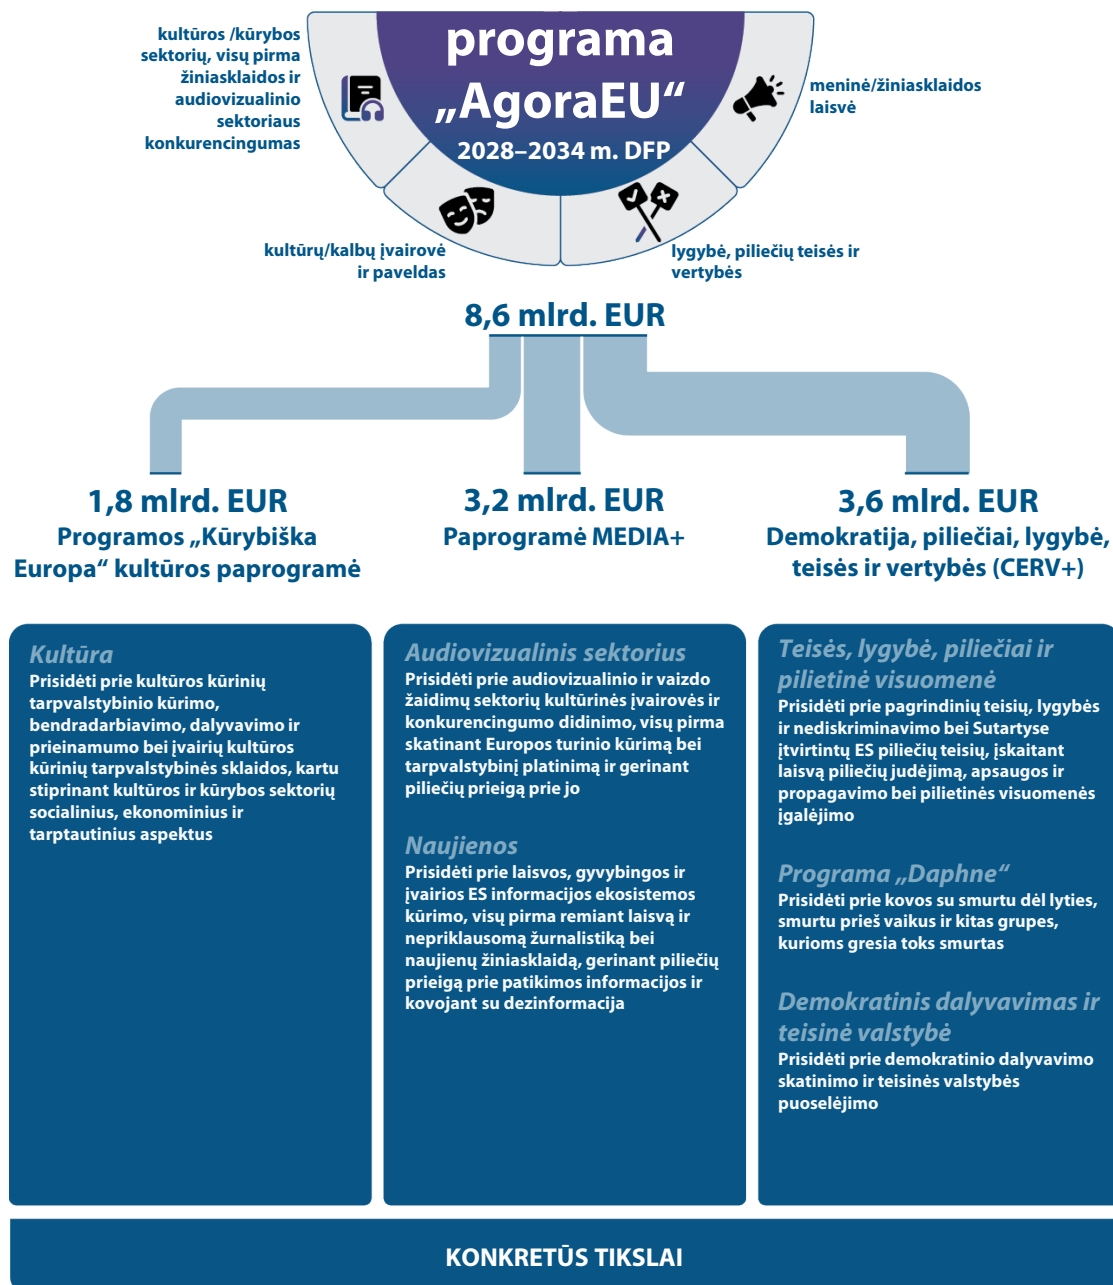 programa
„AgoraEU“
2028–2034 m. DFP
kultūros /kūrybos
sektorių, visų pirma
žiniasklaidos ir
audiovizualinio
sektoriaus
konkurencingumas
meninė/žiniasklaidos
laisvė
kultūrų/kalbų įvairovė
ir paveldas
lygybė, piliečių teisės ir
vertybės
8,6 mlrd. EUR
1,8 mlrd. EUR
Programos „Kūrybiška
Europa“ kultūros paprogramė
3,2 mlrd. EUR
Paprogramė MEDIA+
3,6 mlrd. EUR
Demokratija, piliečiai, lygybė,
teisės ir vertybės (CERV+)
Kultūra
Prisidėti prie kultūros kūrinių
tarpvalstybinio kūrimo,
bendradarbiavimo, dalyvavimo ir
prieinamumo bei įvairių kultūros
kūrinių tarpvalstybinės sklaidos, kartu
stiprinant kultūros ir kūrybos sektorių
socialinius, ekonominius ir
tarptautinius aspektus
Audiovizualinis sektorius
Prisidėti prie audiovizualinio ir vaizdo
žaidimų sektorių kultūrinės įvairovės ir
konkurencingumo didinimo, visų pirma
skatinant Europos turinio kūrimą bei
tarpvalstybinį platinimą ir gerinant
piliečių prieigą prie jo
Naujienos
Prisidėti prie laisvos, gyvybingos ir
įvairios ES informacijos ekosistemos
kūrimo, visų pirma remiant laisvą ir
nepriklausomą žurnalistiką bei
naujienų žiniasklaidą, gerinant piliečių
prieigą prie patikimos informacijos ir
kovojant su dezinformacija
Teisės, lygybė, piliečiai ir
pilietinė visuomenė
Prisidėti prie pagrindinių teisių, lygybės
ir nediskriminavimo bei Sutartyse
įtvirtintų ES piliečių teisių, įskaitant
laisvą piliečių judėjimą, apsaugos ir
propagavimo bei pilietinės visuomenės
įgalėjimo
Programa „Daphne“
Prisidėti prie kovos su smurtu dėl lyties,
smurtu prieš vaikus ir kitas grupes,
kurioms gresia toks smurtas
Demokratinis dalyvavimas ir
teisinė valstybė
Prisidėti prie demokratinio dalyvavimo
skatinimo ir teisinės valstybės
puoselėjimo
KONKRETŪS TIKSLAI